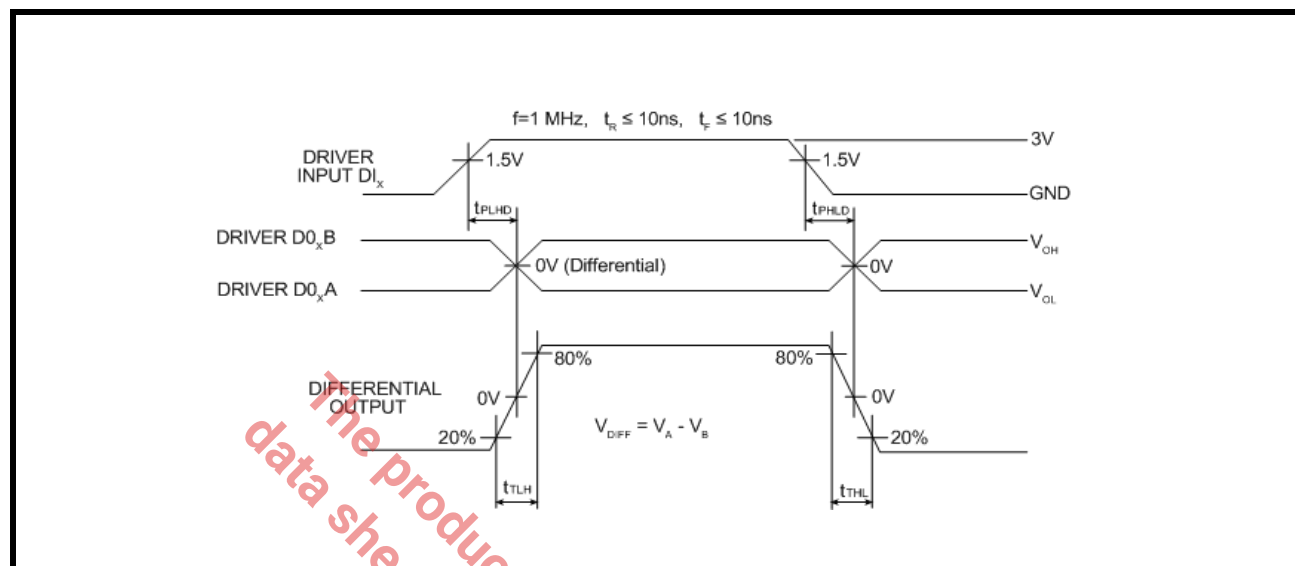 f=1 MHz, tR ≤ 10ns, tF ≤ 10ns
3V
DRIVER
INPUT DIX
1.5V
1.5V
GND
tPLHD
tPHLD
DRIVER D0XB
VOH
0V (Differential)
0V
DRIVER D0XA
VOL
80%
80%
DIFFERENTIAL
OUTPUT
0V
0V
VDIFF = VA - VB
20%
20%
tTLH
tTHL
The produc
data she